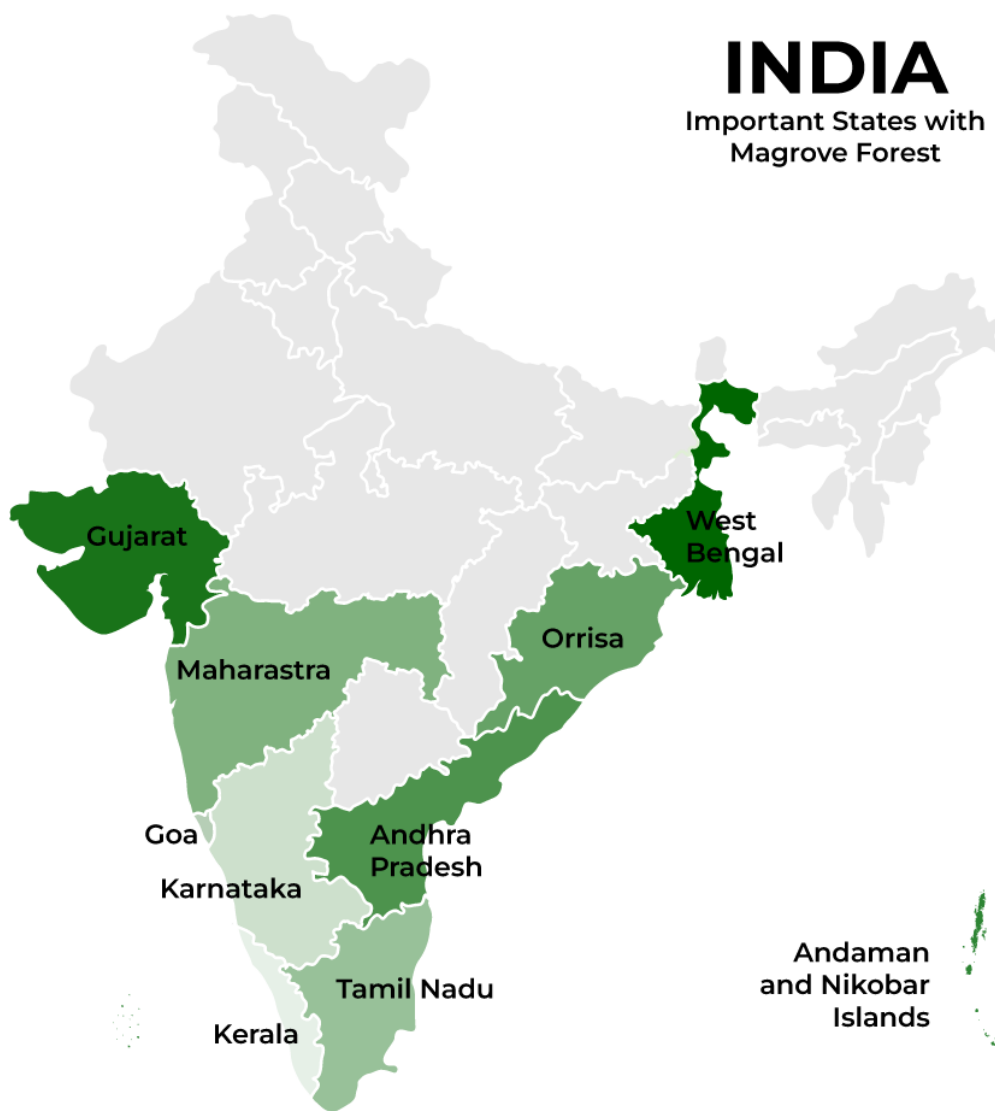 INDIA
Important States with
Magrove Forest
Gujarat
West
Bengal
Orrisa
Maharastra
Goa
Andhra
Pradesh
Karnataka
Andaman
and Nikobar
Islands
Tamil Nadu
Kerala